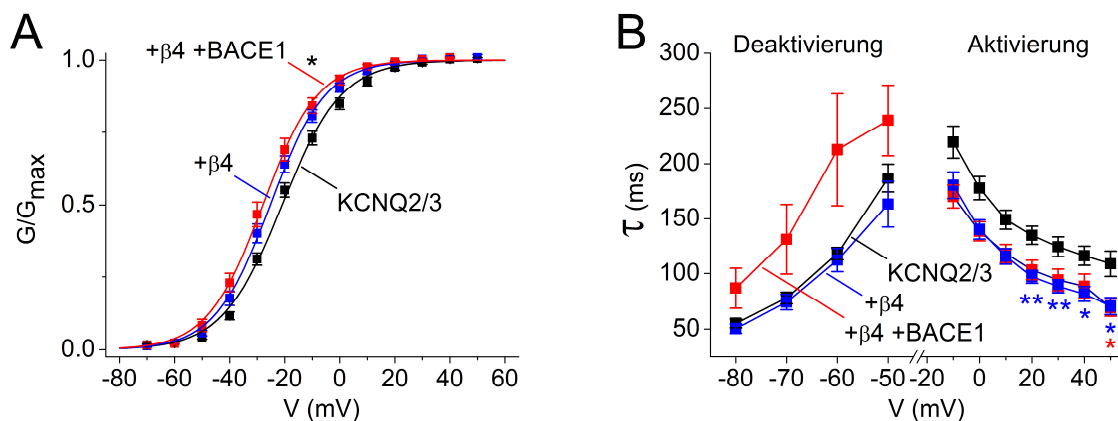 A
+β4 +BACE1
*
+β4
KCNQ2/3
G/Gmax
1.0
0.5
0.0
-80 -60 -40 -20 0 20 40 60
V (mV)
B
Deaktivierung Aktivierung
τ (ms)
300
250
200
150
100
50
KCNQ2/3
+β4
+β4 +BACE1
** ** * *
*
-80 -70 -60 -50 -20 0 20 40
V (mV)